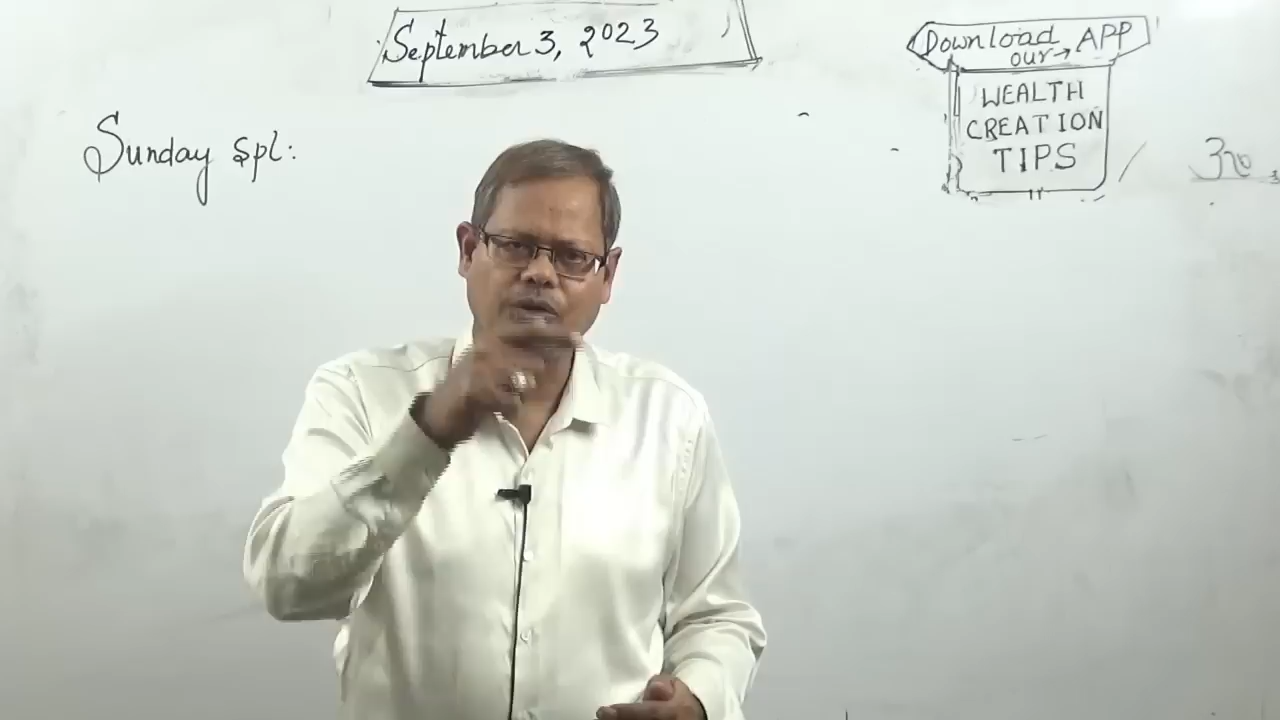 September 3, 2023
Download
our→ APP
WEALTH
CREATION
TIPS
Sunday Spl: